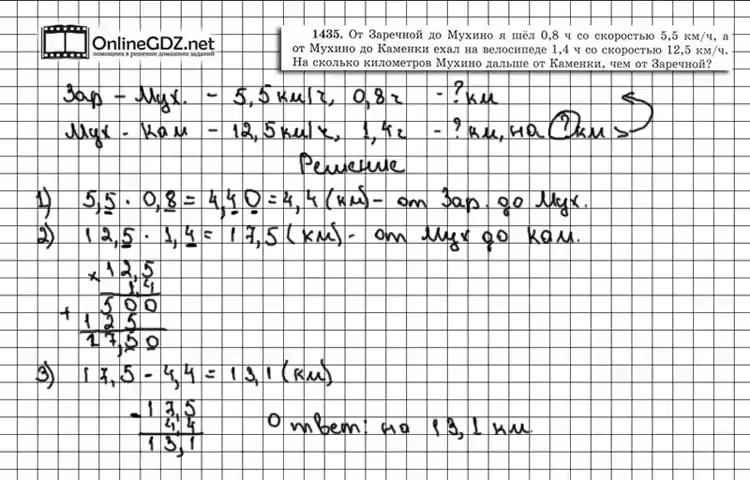 OnlineGDZ.net
помощник в решении домашних заданий
1435. От Заречной до Мухино я шёл 0,8 ч со скоростью 5,5 км/ч, а
от Мухино до Каменки ехал на велосипеде 1,4 ч со скоростью 12,5 км/ч.
На сколько километров Мухино дальше от Каменки, чем от Заречной?
Зар - Мух. - 5,5 км/ч, 0,8 ч - ? км
Мух - Кам - 12,5 км/ч, 1,4 ч - ? км, на ? км
Решение
1) 5,5 · 0,8 = 4,40 = 4,4 (км) - от Зар. до Мух.
2) 12,5 · 1,4 = 17,5 (км) - от Мух до Кам.
× 12,5
1,4
500
+ 125
17,50
3) 17,5 - 4,4 = 13,1 (км)
- 17,5
4,4
13,1
Ответ: на 13,1 км.